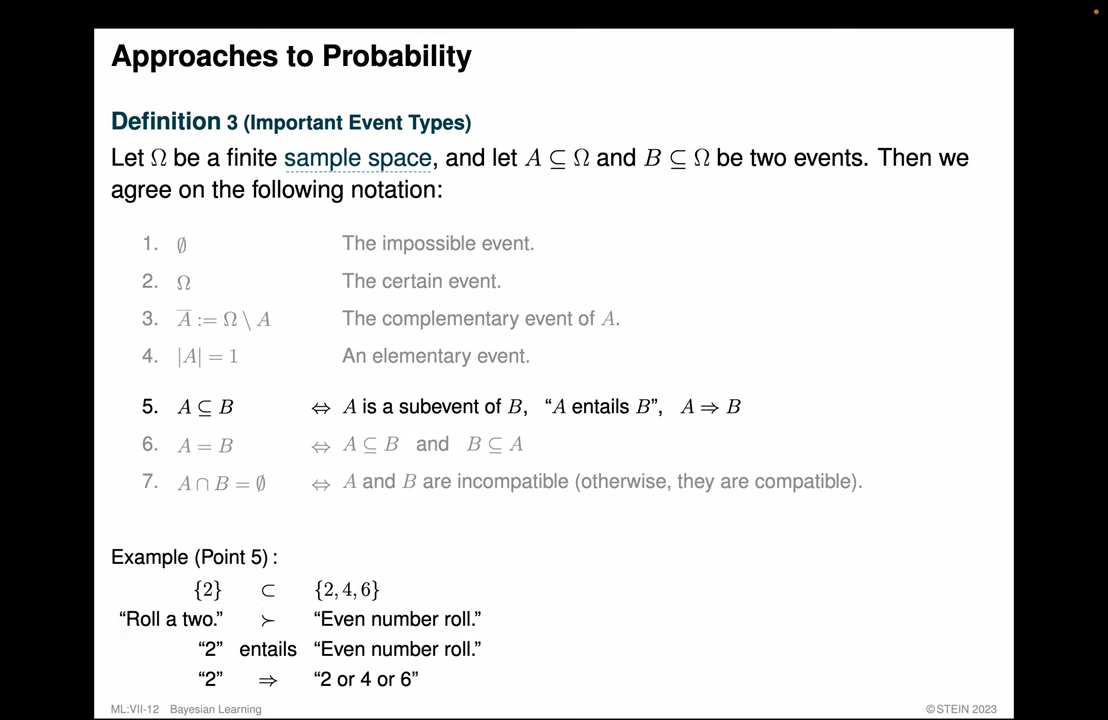 Approaches to Probability
Definition 3 (Important Event Types)
Let Ω be a finite sample space, and let A ⊆ Ω and B ⊆ Ω be two events. Then we
agree on the following notation:
1. ∅ The impossible event.
2. Ω The certain event.
3. A̅ := Ω \ A The complementary event of A.
4. |A| = 1 An elementary event.
5. A ⊆ B ⇔ A is a subevent of B, “A entails B”, A ⇒ B
6. A = B ⇔ A ⊆ B and B ⊆ A
7. A ∩ B = ∅ ⇔ A and B are incompatible (otherwise, they are compatible).
Example (Point 5) :
{2} ⊂ {2, 4, 6}
“Roll a two.” ≻ “Even number roll.”
“2” entails “Even number roll.”
“2” ⇒ “2 or 4 or 6”
ML:VII-12 Bayesian Learning © STEIN 2023